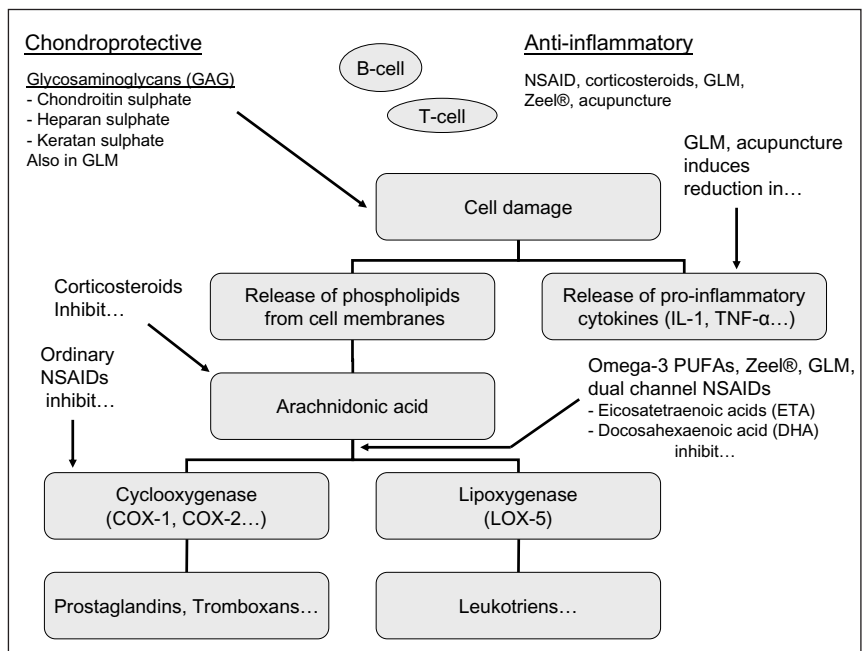 Chondroprotective
Glycosaminoglycans (GAG)
- Chondroitin sulphate
- Heparan sulphate
- Keratan sulphate
Also in GLM
B-cell
T-cell
Anti-inflammatory
NSAID, corticosteroids, GLM,
Zeel®, acupuncture
GLM, acupuncture
induces
reduction in…
Cell damage
Corticosteroids
Inhibit…
Release of phospholipids
from cell membranes
Release of pro-inflammatory
cytokines (IL-1, TNF-α…)
Ordinary
NSAIDs
inhibit…
Arachnidonic acid
Omega-3 PUFAs, Zeel®, GLM,
dual channel NSAIDs
- Eicosatetraenoic acids (ETA)
- Docosahexaenoic acid (DHA)
inhibit…
Cyclooxygenase
(COX-1, COX-2…)
Lipoxygenase
(LOX-5)
Prostaglandins, Tromboxans…
Leukotriens…